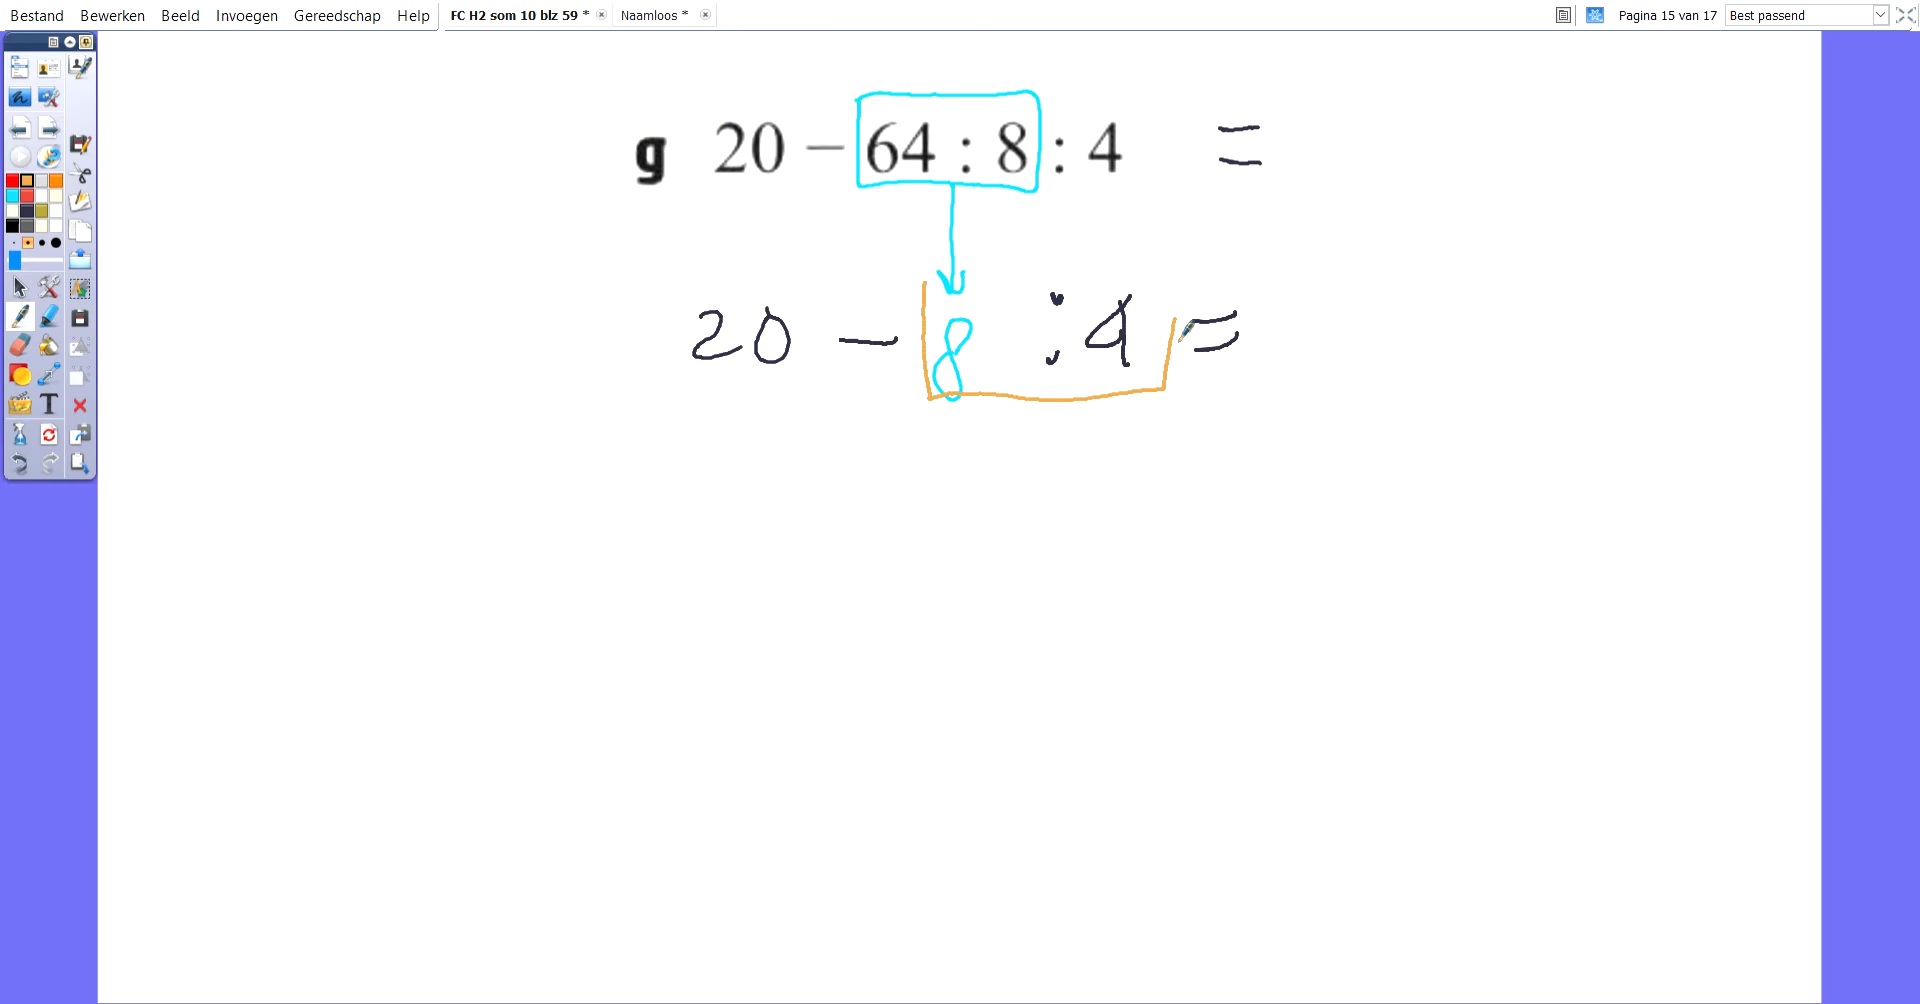 Bestand Bewerken Beeld Invoegen Gereedschap Help FC H2 som 10 blz 59 * Naamloos * Pagina 15 van 17 Best passend
g 20 – 64 : 8 : 4 =
20 – 8 : 4 =